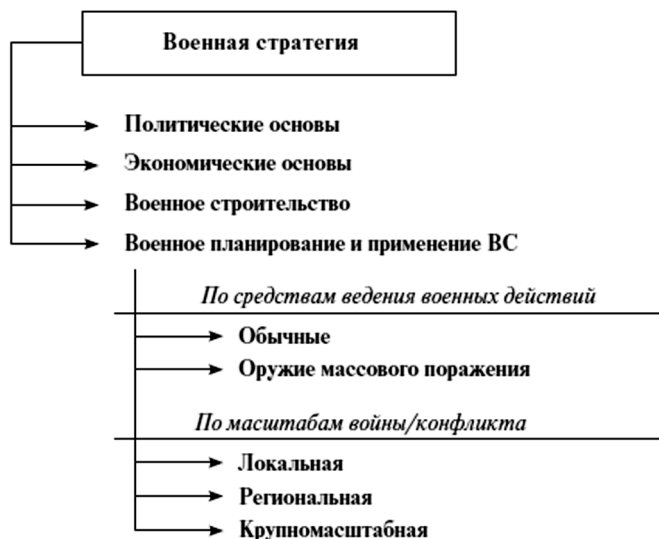 Военная стратегия
Политические основы
Экономические основы
Военное строительство
Военное планирование и применение ВС
По средствам ведения военных действий
Обычные
Оружие массового поражения
По масштабам войны/конфликта
Локальная
Региональная
Крупномасштабная